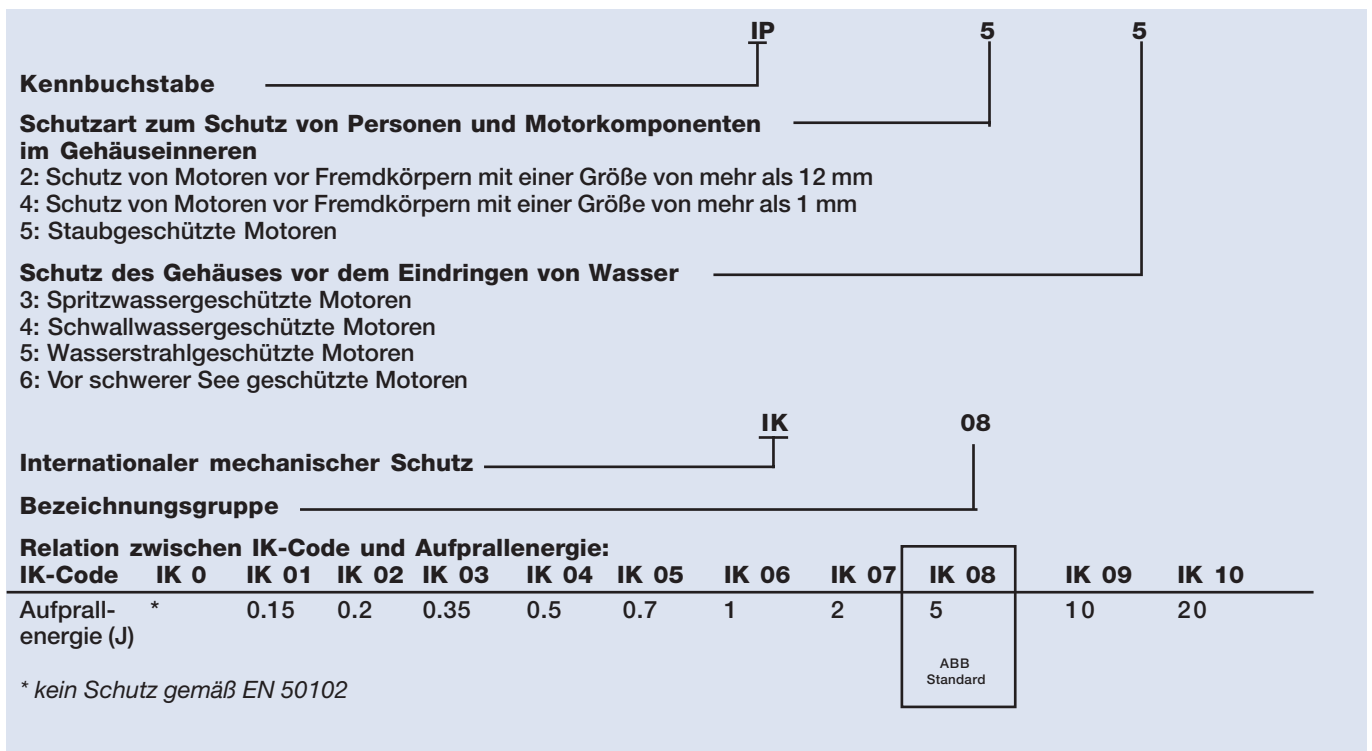 IP 5 5
Kennbuchstabe
Schutzart zum Schutz von Personen und Motorkomponenten
im Gehäuseinneren
2: Schutz von Motoren vor Fremdkörpern mit einer Größe von mehr als 12 mm
4: Schutz von Motoren vor Fremdkörpern mit einer Größe von mehr als 1 mm
5: Staubgeschützte Motoren
Schutz des Gehäuses vor dem Eindringen von Wasser
3: Spritzwassergeschützte Motoren
4: Schwallwassergeschützte Motoren
5: Wasserstrahlgeschützte Motoren
6: Vor schwerer See geschützte Motoren
IK 08
Internationaler mechanischer Schutz
Bezeichnungsgruppe
Relation zwischen IK-Code und Aufprallenergie:
IK-Code IK 0 IK 01 IK 02 IK 03 IK 04 IK 05 IK 06 IK 07 IK 08 IK 09 IK 10
Aufprall- * 0.15 0.2 0.35 0.5 0.7 1 2 5 10 20
energie (J)
ABB
Standard
* kein Schutz gemäß EN 50102